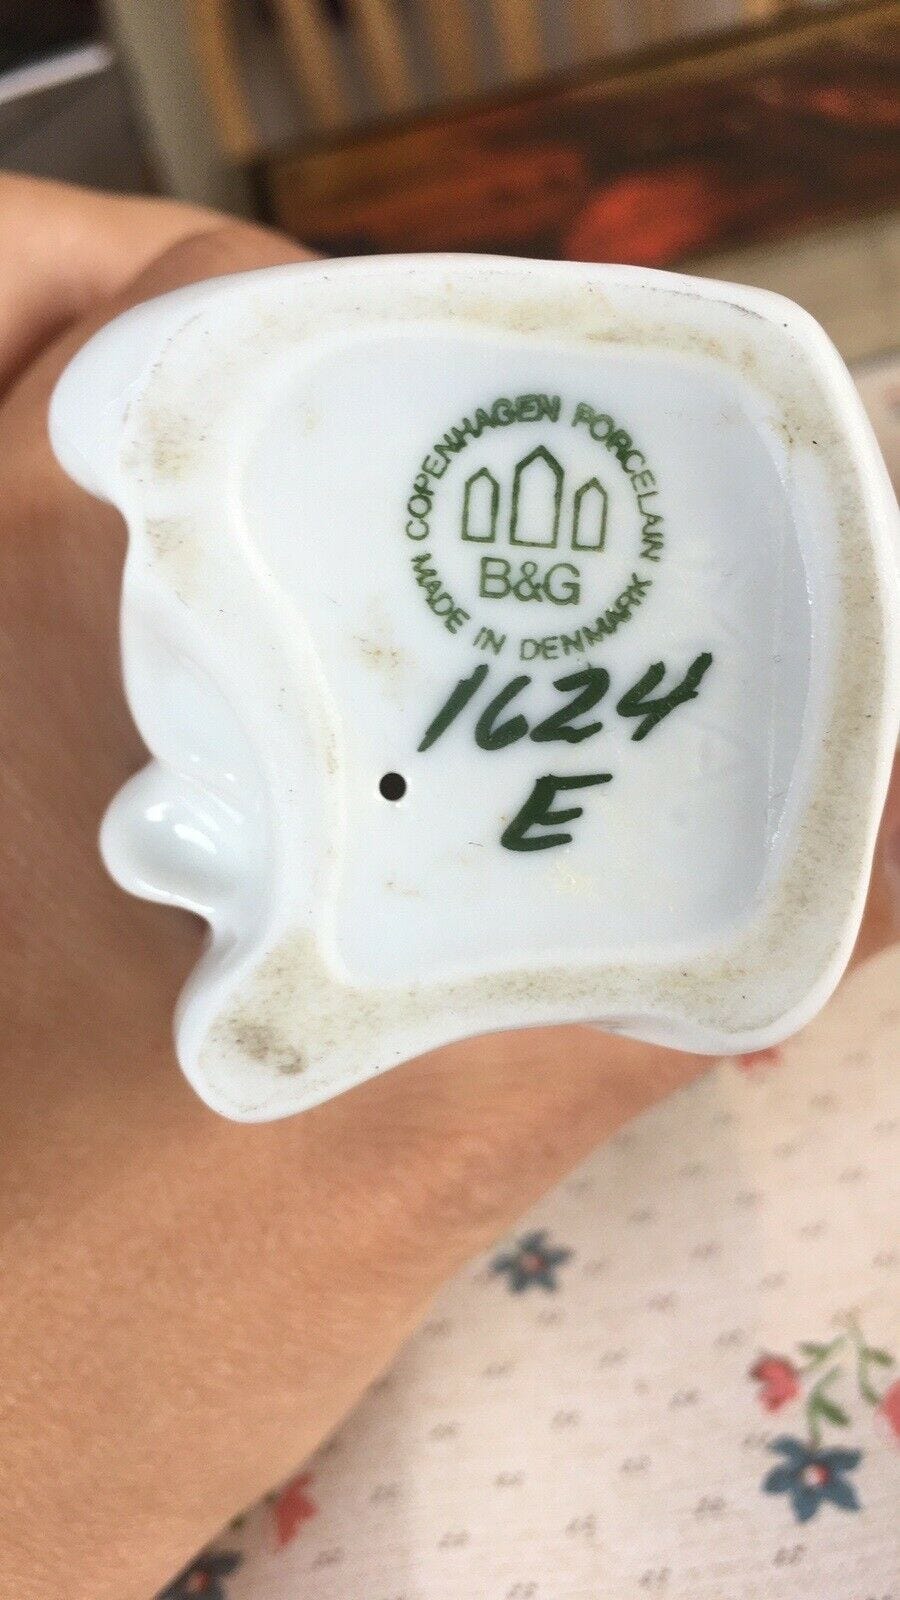 COPENHAGEN PORCELAIN
B&G
MADE IN DENMARK
1624
E